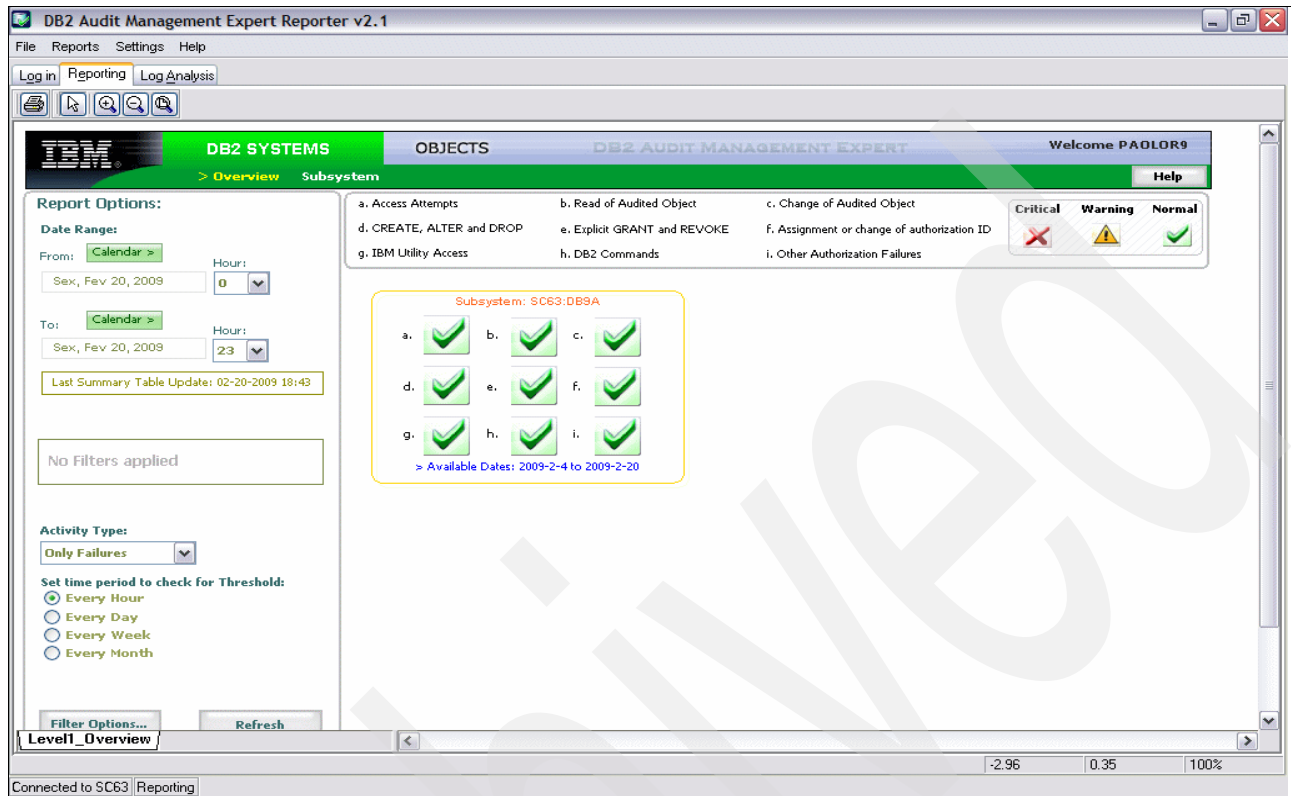 DB2 Audit Management Expert Reporter v2.1
File Reports Settings Help
Log in Reporting Log Analysis
IBM. DB2 SYSTEMS OBJECTS DB2 AUDIT MANAGEMENT EXPERT Welcome PAOLOR9
> Overview Subsystem Help
Report Options:
Date Range:
From: Calendar >
Hour:
Sex, Fev 20, 2009 0
To: Calendar >
Hour:
Sex, Fev 20, 2009 23
Last Summary Table Update: 02-20-2009 18:43
No Filters applied
Activity Type:
Only Failures
Set time period to check for Threshold:
Every Hour
Every Day
Every Week
Every Month
Filter Options... Refresh
a. Access Attempts b. Read of Audited Object c. Change of Audited Object
d. CREATE, ALTER and DROP e. Explicit GRANT and REVOKE f. Assignment or change of authorization ID
g. IBM Utility Access h. DB2 Commands i. Other Authorization Failures
Critical Warning Normal
Subsystem: SC63:DB9A
a. b. c.
d. e. f.
g. h. i.
> Available Dates: 2009-2-4 to 2009-2-20
Level1_Overview
-2.96 0.35 100%
Connected to SC63 Reporting